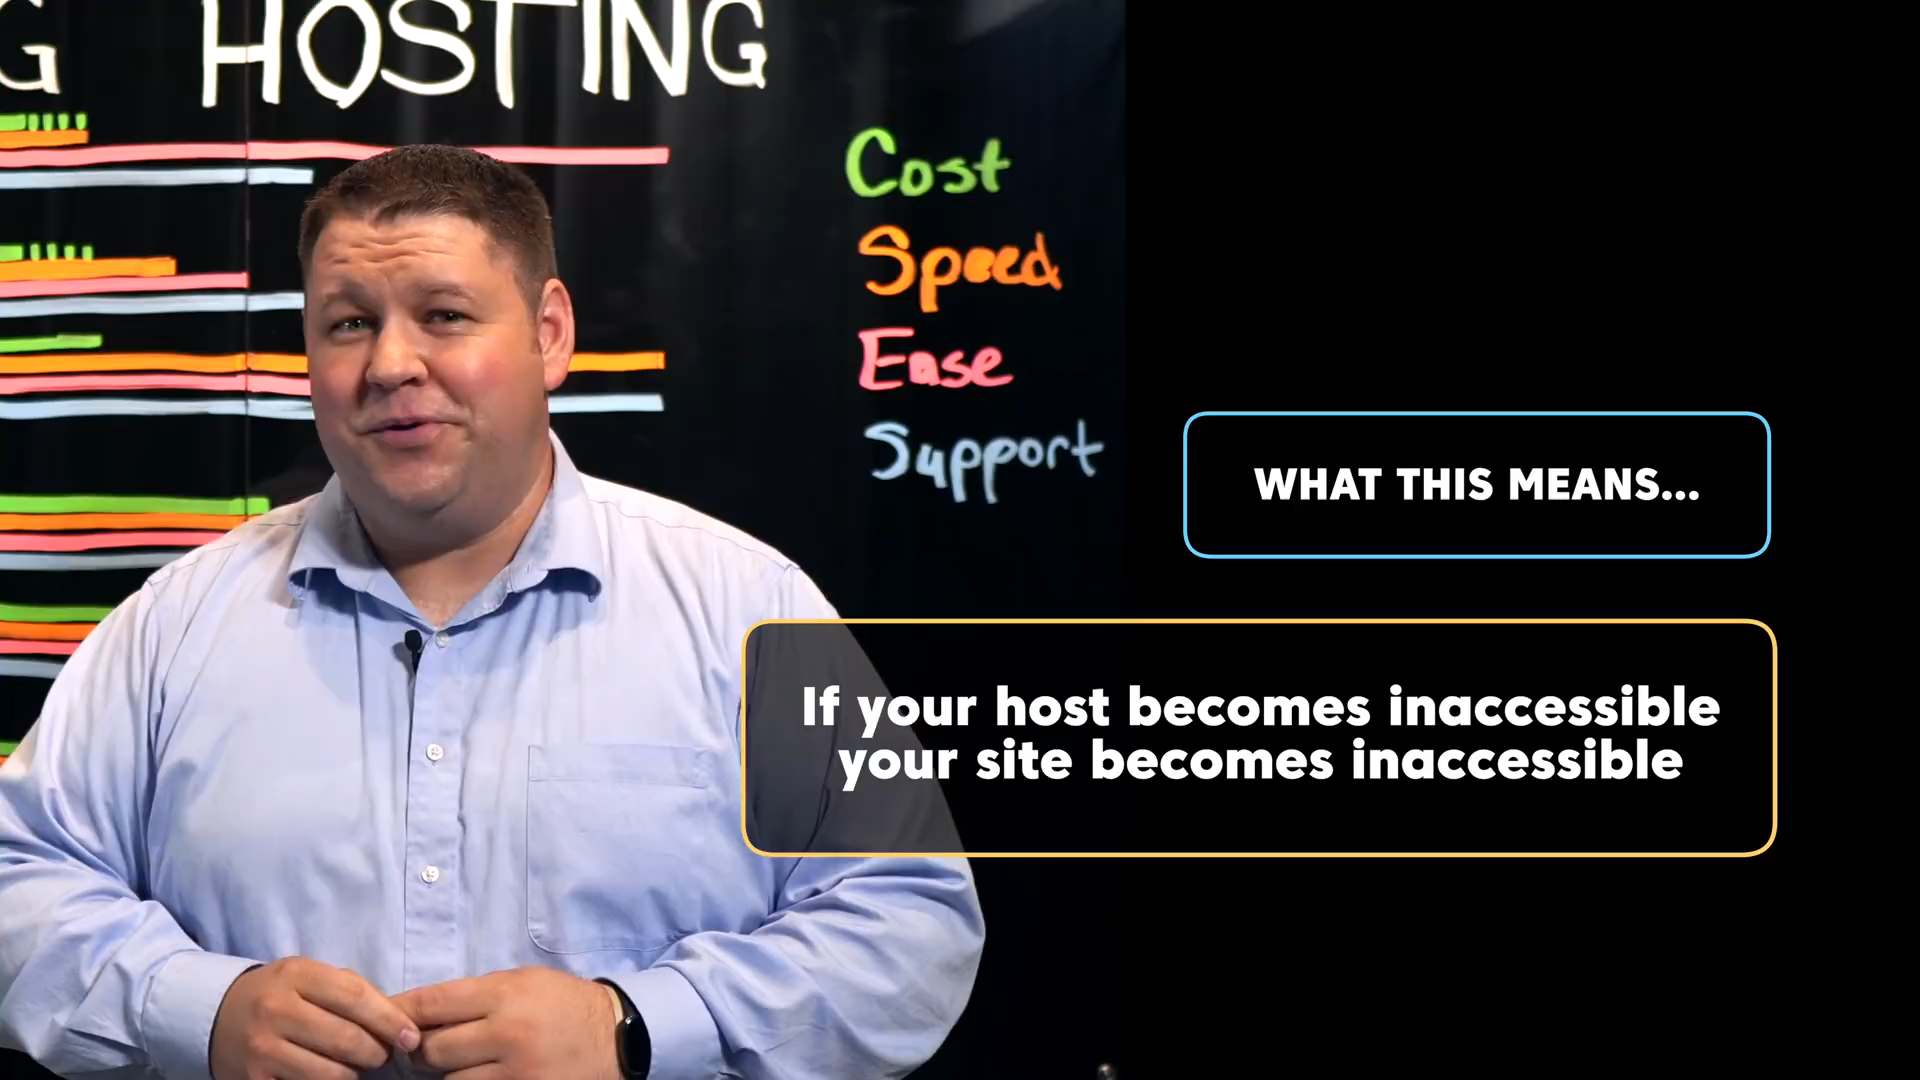 G HOSTING
Cost
Speed
Ease
Support
WHAT THIS MEANS...
If your host becomes inaccessible
your site becomes inaccessible